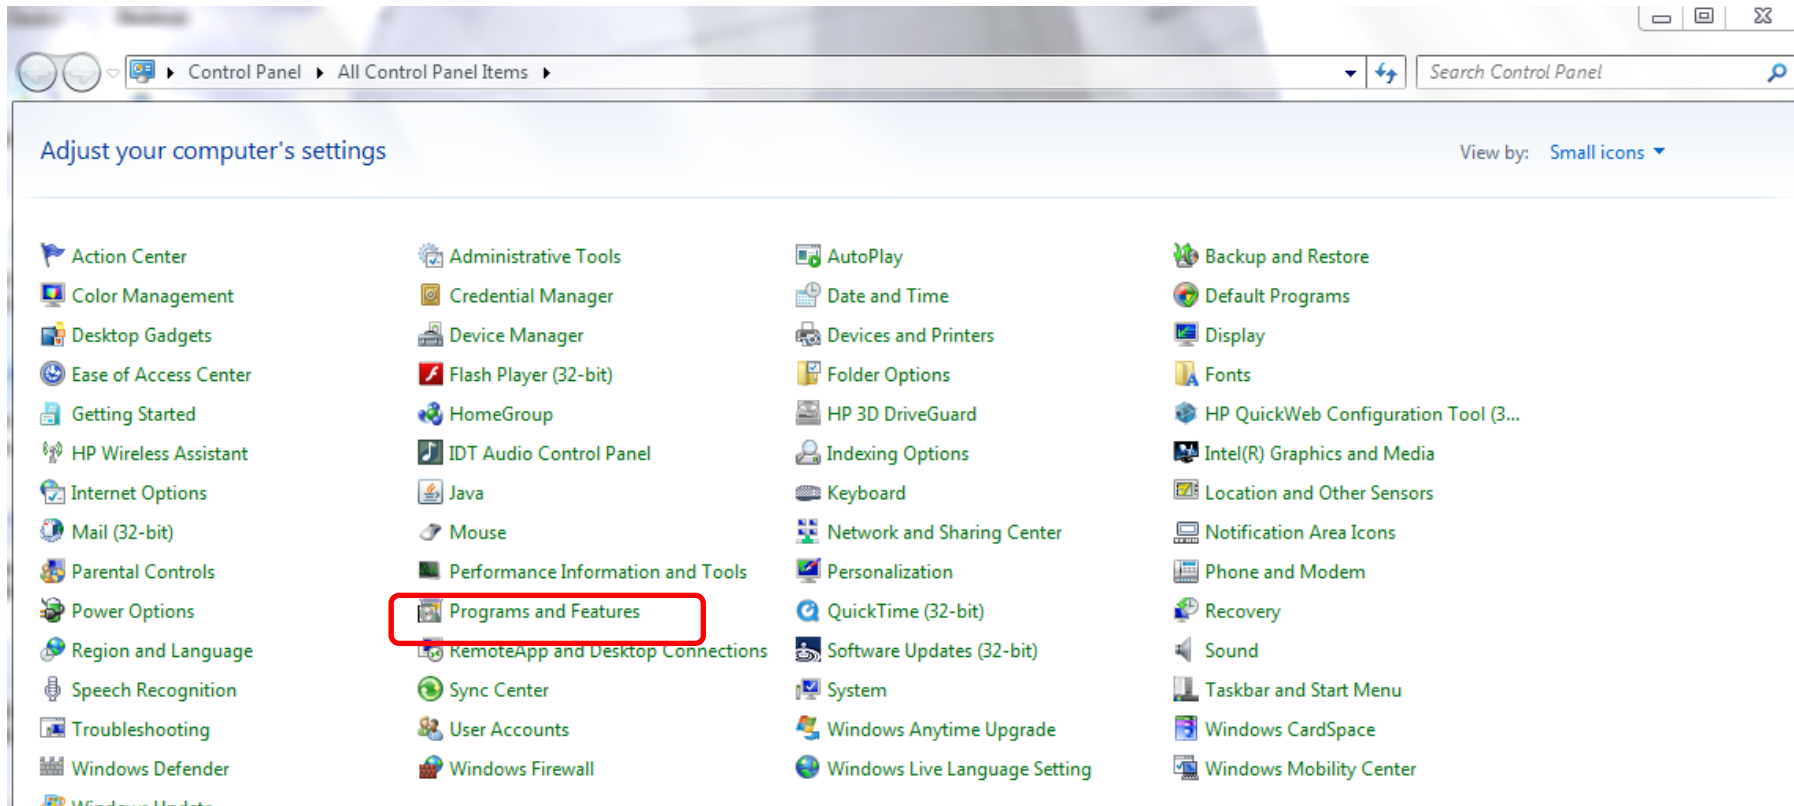 Control Panel All Control Panel Items Search Control Panel
Adjust your computer's settings
View by: Small icons
Action Center Administrative Tools AutoPlay Backup and Restore
Color Management Credential Manager Date and Time Default Programs
Desktop Gadgets Device Manager Devices and Printers Display
Ease of Access Center Flash Player (32-bit) Folder Options Fonts
Getting Started HomeGroup HP 3D DriveGuard HP QuickWeb Configuration Tool (3...
HP Wireless Assistant IDT Audio Control Panel Indexing Options Intel(R) Graphics and Media
Internet Options Java Keyboard Location and Other Sensors
Mail (32-bit) Mouse Network and Sharing Center Notification Area Icons
Parental Controls Performance Information and Tools Personalization Phone and Modem
Power Options Programs and Features QuickTime (32-bit) Recovery
Region and Language RemoteApp and Desktop Connections Software Updates (32-bit) Sound
Speech Recognition Sync Center System Taskbar and Start Menu
Troubleshooting User Accounts Windows Anytime Upgrade Windows CardSpace
Windows Defender Windows Firewall Windows Live Language Setting Windows Mobility Center
Windows Update